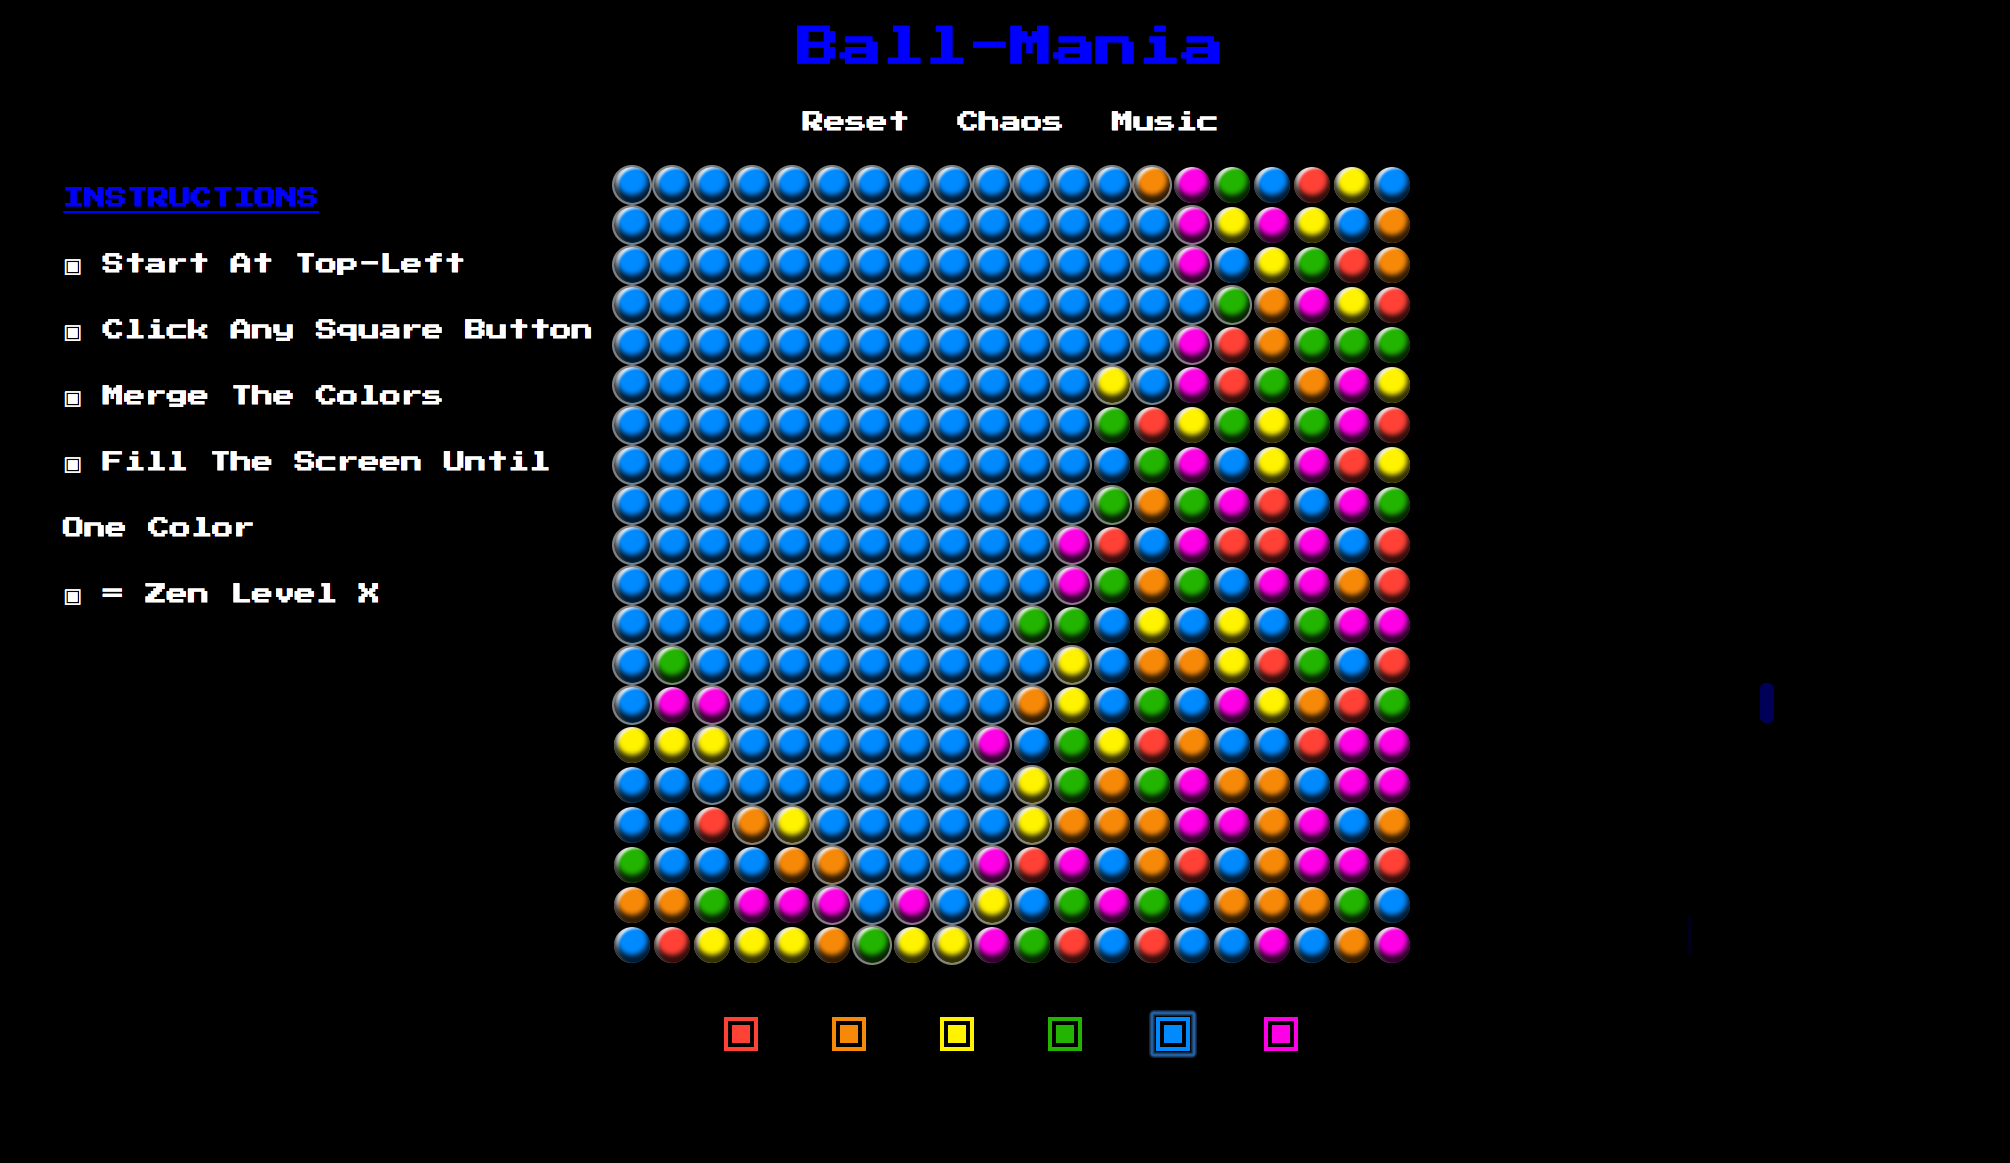 Ball-Mania
Reset Chaos Music
INSTRUCTIONS
▣ Start At Top-Left
▣ Click Any Square Button
▣ Merge The Colors
▣ Fill The Screen Until
One Color
▣ = Zen Level X